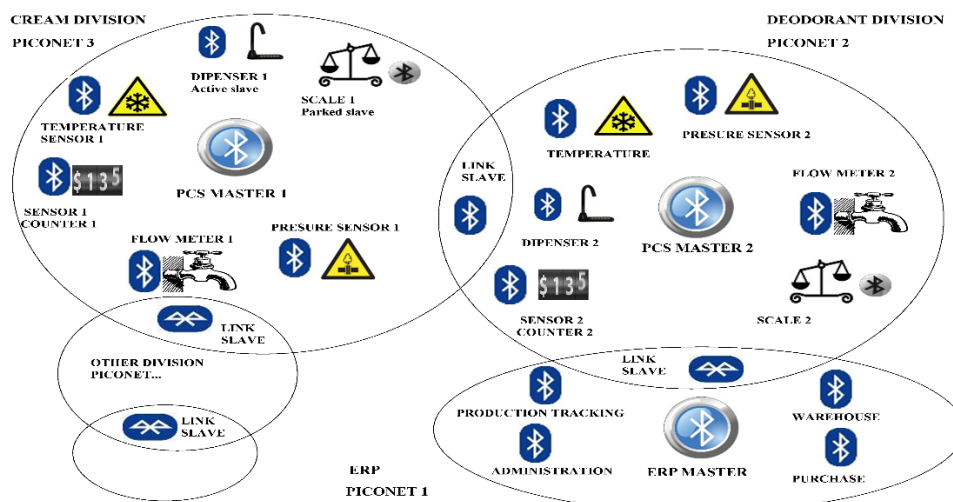 CREAM DIVISION
PICONET 3
DIPENSER 1
Active slave
SCALE 1
Parked slave
TEMPERATURE
SENSOR 1
PCS MASTER 1
$135
SENSOR 1
COUNTER 1
FLOW METER 1
PRESURE SENSOR 1
LINK
SLAVE
OTHER DIVISION
PICONET...
LINK
SLAVE
LINK
SLAVE
DEODORANT DIVISION
PICONET 2
TEMPERATURE
PRESURE SENSOR 2
FLOW METER 2
DIPENSER 2
PCS MASTER 2
$135
SENSOR 2
COUNTER 2
SCALE 2
LINK
SLAVE
PRODUCTION TRACKING
WAREHOUSE
ADMINISTRATION
ERP MASTER
PURCHASE
ERP
PICONET 1